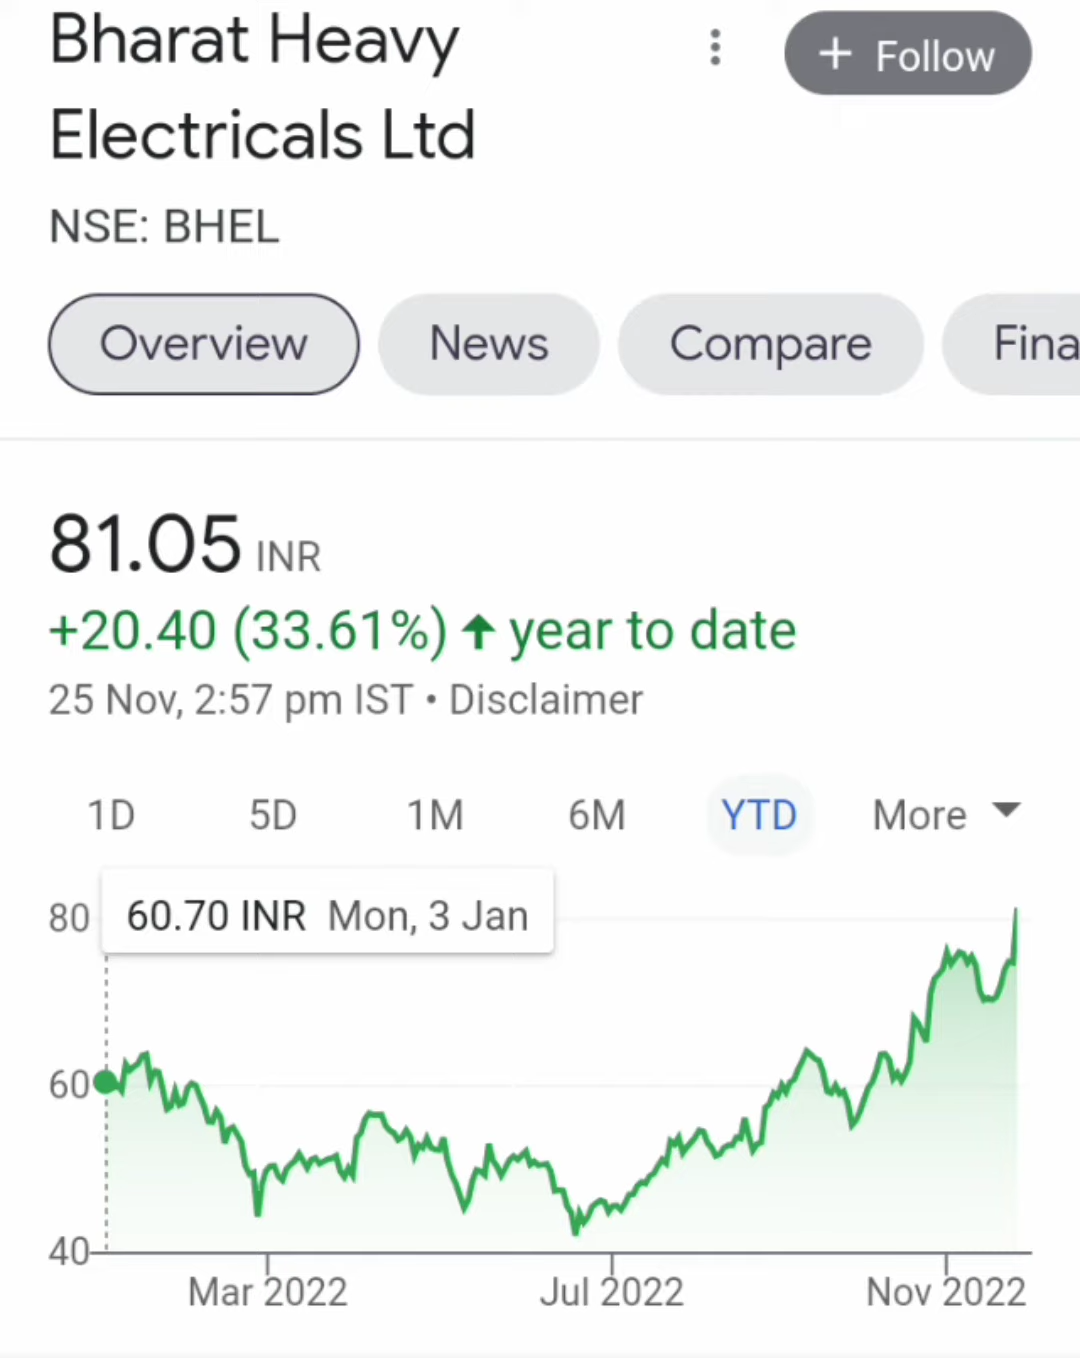 Bharat Heavy
Electricals Ltd
+ Follow
NSE: BHEL
Overview News Compare Fina
81.05 INR
+20.40 (33.61%) ↑ year to date
25 Nov, 2:57 pm IST • Disclaimer
1D 5D 1M 6M YTD More
60.70 INR Mon, 3 Jan
80
60
40
Mar 2022 Jul 2022 Nov 2022